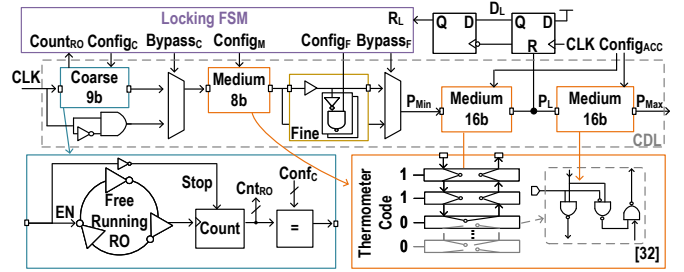 Locking FSM
R_L
D_L
Q D
Q D
R
Count_RO Config_C Bypass_C Config_M Config_F Bypass_F
CLK Config_ACC
CLK
Coarse
9b
Medium
8b
Fine
P_Min
Medium
16b
P_L
Medium
16b
P_Max
CDL
EN
Free
Running
RO
Stop
Count
Cnt_RO
Conf_C
=
Thermometer
Code
1
1
0
0
[32]